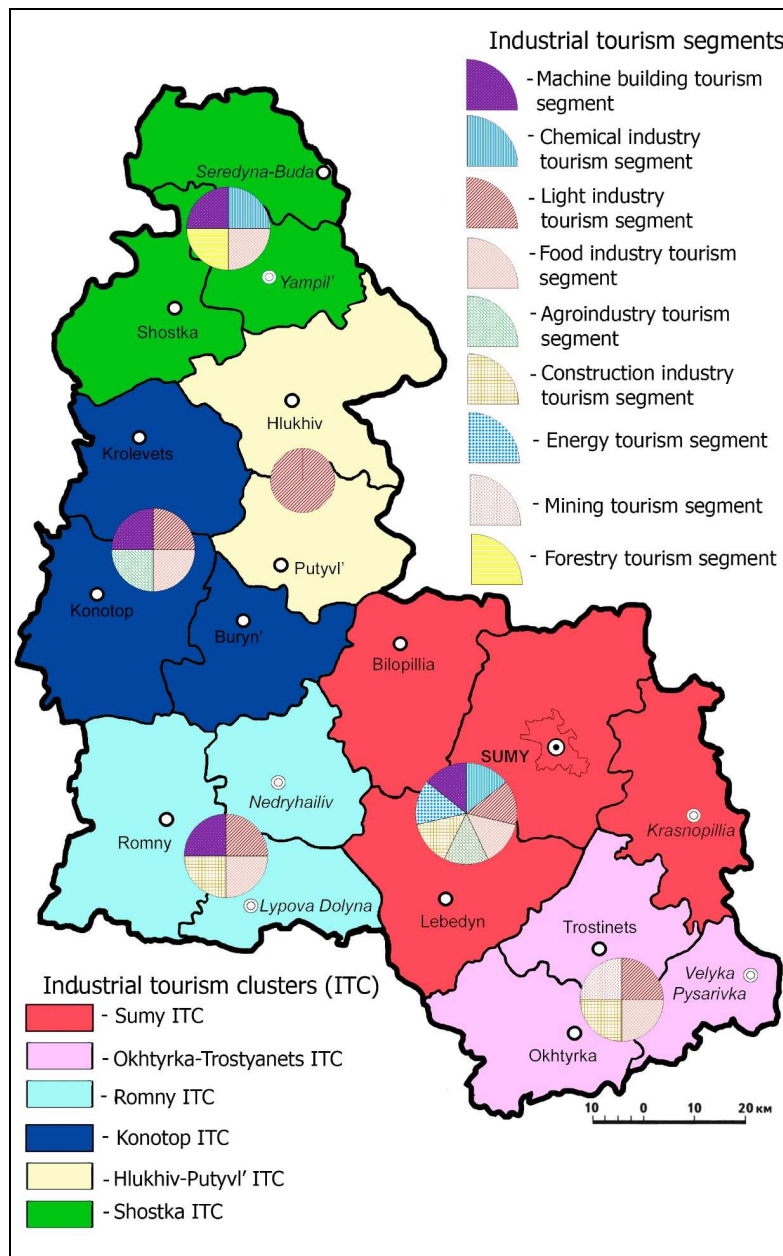 Industrial tourism segments
- Machine building tourism
segment
- Chemical industry
tourism segment
- Light industry
tourism segment
- Food industry tourism
segment
- Agroindustry tourism
segment
- Construction industry
tourism segment
- Energy tourism segment
- Mining tourism segment
- Forestry tourism segment
Seredyna-Buda
Yampil'
Shostka
Hlukhiv
Krolevets
Putyvl'
Konotop
Buryn'
Bilopillia
SUMY
Nedryhailiv
Krasnopillia
Romny
Lypova Dolyna
Lebedyn
Trostinets
Velyka
Pysarivka
Okhtyrka
10 0 10 20 км
Industrial tourism clusters (ITC)
- Sumy ITC
- Okhtyrka-Trostyanets ITC
- Romny ITC
- Konotop ITC
- Hlukhiv-Putyvl' ITC
- Shostka ITC